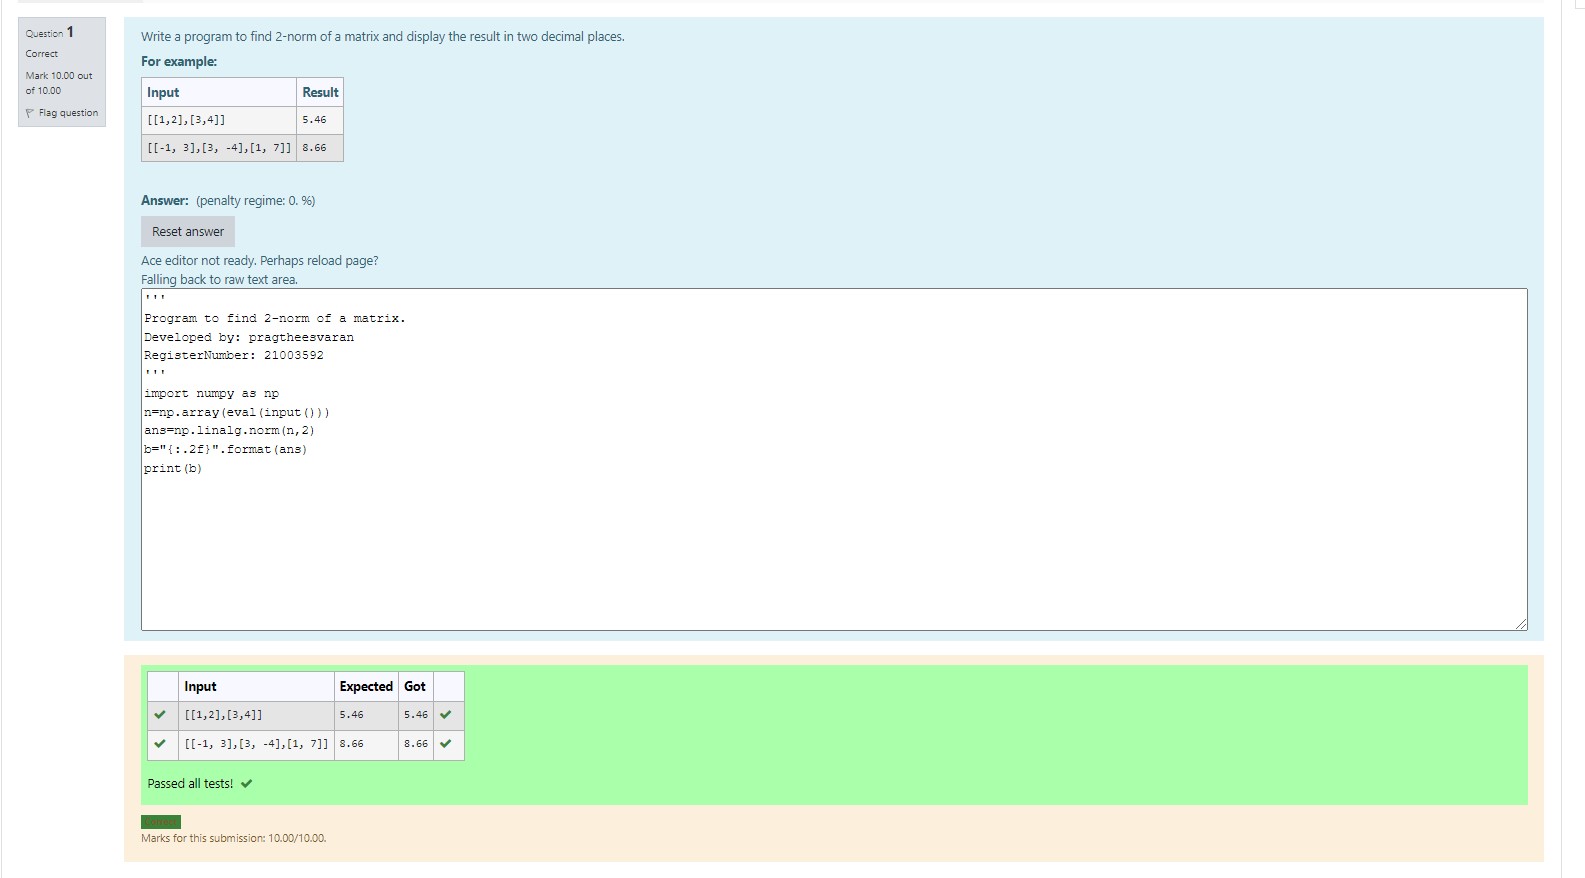 Question 1
Correct
Mark 10.00 out
of 10.00
Flag question
Write a program to find 2-norm of a matrix and display the result in two decimal places.
For example:
Input Result
[[1,2],[3,4]] 5.46
[[-1, 3],[3, -4],[1, 7]] 8.66
Answer: (penalty regime: 0. %)
Reset answer
Ace editor not ready. Perhaps reload page?
Falling back to raw text area.
'''
Program to find 2-norm of a matrix.
Developed by: pragtheesvaran
RegisterNumber: 21003592
'''
import numpy as np
n=np.array(eval(input()))
ans=np.linalg.norm(n,2)
b="{:.2f}".format(ans)
print(b)
Input Expected Got
[[1,2],[3,4]] 5.46 5.46
[[-1, 3],[3, -4],[1, 7]] 8.66 8.66
Passed all tests!
Correct
Marks for this submission: 10.00/10.00.